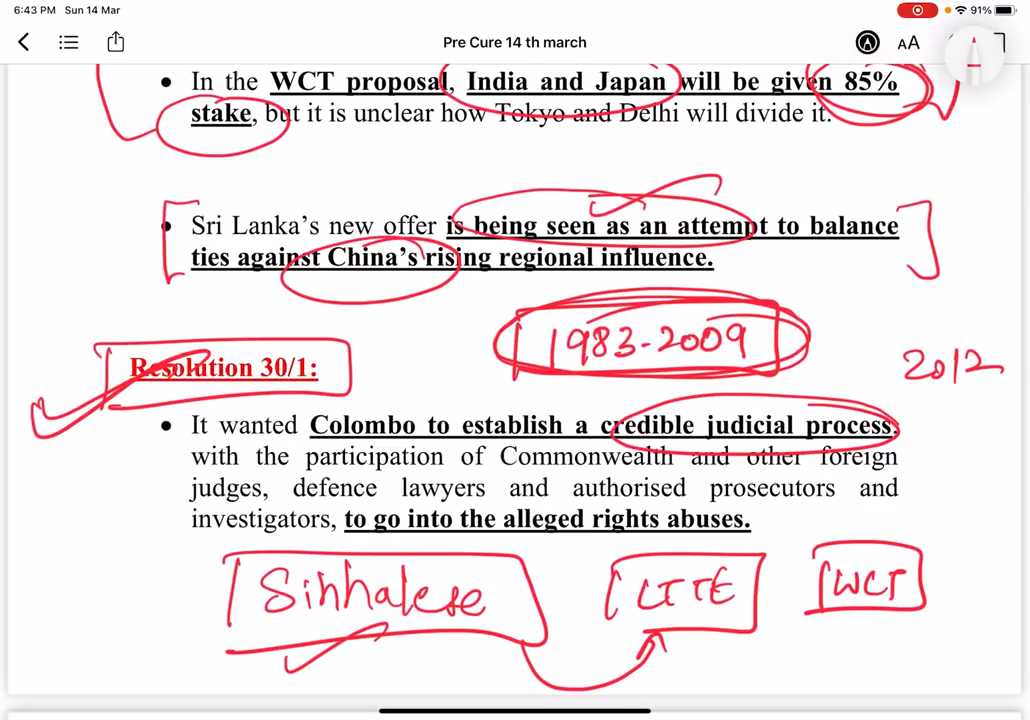 6:43 PM Sun 14 Mar
91%
Pre Cure 14 th march
AA
• In the WCT proposal, India and Japan will be given 85%
stake, but it is unclear how Tokyo and Delhi will divide it.
• Sri Lanka's new offer is being seen as an attempt to balance
ties against China's rising regional influence.
1983-2009
Resolution 30/1:
2012
• It wanted Colombo to establish a credible judicial process,
with the participation of Commonwealth and other foreign
judges, defence lawyers and authorised prosecutors and
investigators, to go into the alleged rights abuses.
Sinhalese LTTE WCT